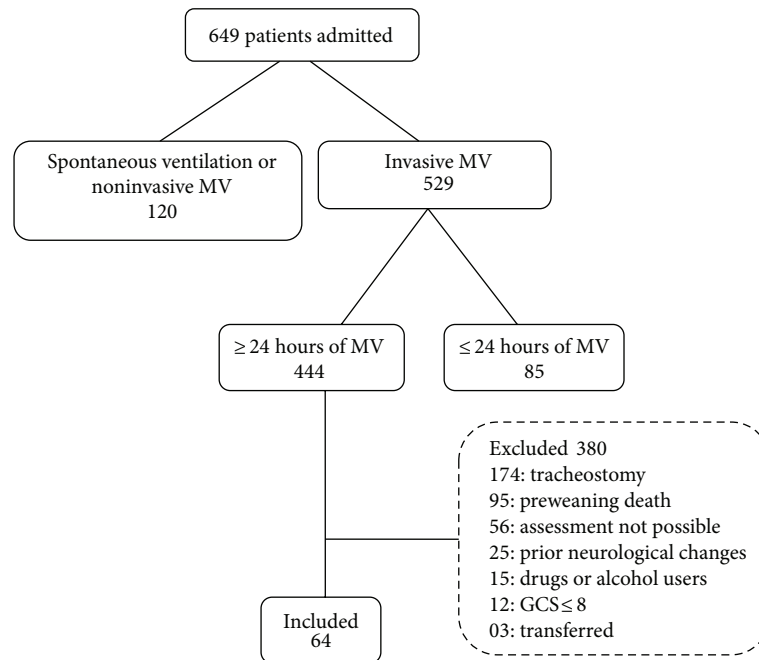 649 patients admitted
Spontaneous ventilation or
noninvasive MV
120
Invasive MV
529
≥ 24 hours of MV
444
≤ 24 hours of MV
85
Excluded 380
174: tracheostomy
95: preweaning death
56: assessment not possible
25: prior neurological changes
15: drugs or alcohol users
12: GCS ≤ 8
03: transferred
Included
64